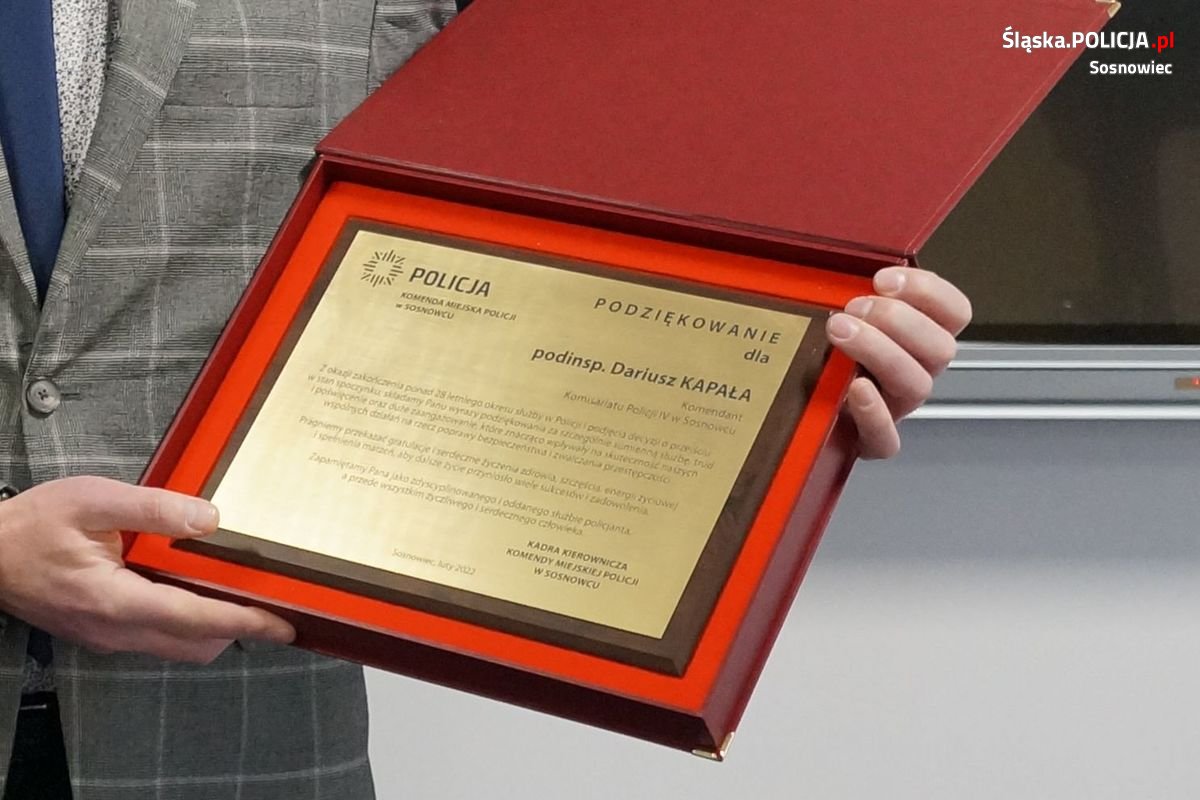 Śląska.POLICJA.pl
Sosnowiec
POLICJA
KOMENDA MIEJSKA POLICJI
w SOSNOWCU
PODZIĘKOWANIE
dla
podinsp. Dariusz KAPAŁA
Komendant
Komisariatu Policji IV w Sosnowcu
Z okazji zakończenia ponad 28 letniego okresu służby w Policji i podjęcia decyzji o przejściu
w stan spoczynku, składamy Panu wyrazy podziękowania za szczególnie sumienną służbę, trud
i poświęcenie oraz duże zaangażowanie, które znacząco wpływały na skuteczność naszych
wspólnych działań na rzecz poprawy bezpieczeństwa i zwalczania przestępczości.
Pragniemy przekazać gratulacje i serdeczne życzenia zdrowia, szczęścia, energii życiowej
i spełnienia marzeń, aby dalsze życie przyniosło wiele sukcesów i zadowolenia.
Zapamiętamy Pana jako zdyscyplinowanego i oddanego służbie policjanta,
a przede wszystkim życzliwego i serdecznego człowieka.
KADRA KIEROWNICZA
KOMENDY MIEJSKIEJ POLICJI
W SOSNOWCU
Sosnowiec, luty 2022